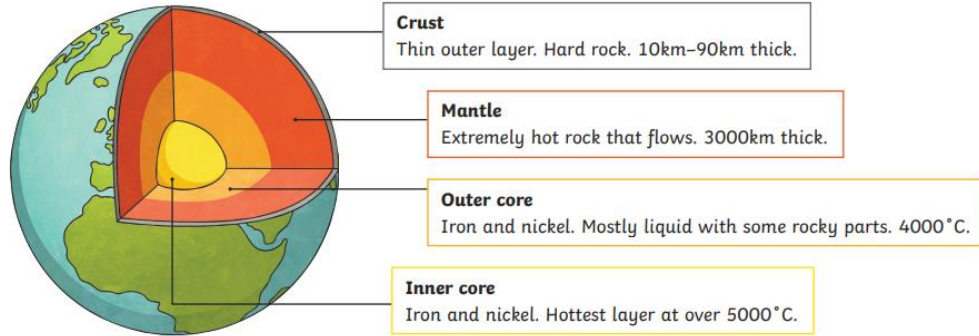 Crust
Thin outer layer. Hard rock. 10km–90km thick.
Mantle
Extremely hot rock that flows. 3000km thick.
Outer core
Iron and nickel. Mostly liquid with some rocky parts. 4000˚C.
Inner core
Iron and nickel. Hottest layer at over 5000˚C.